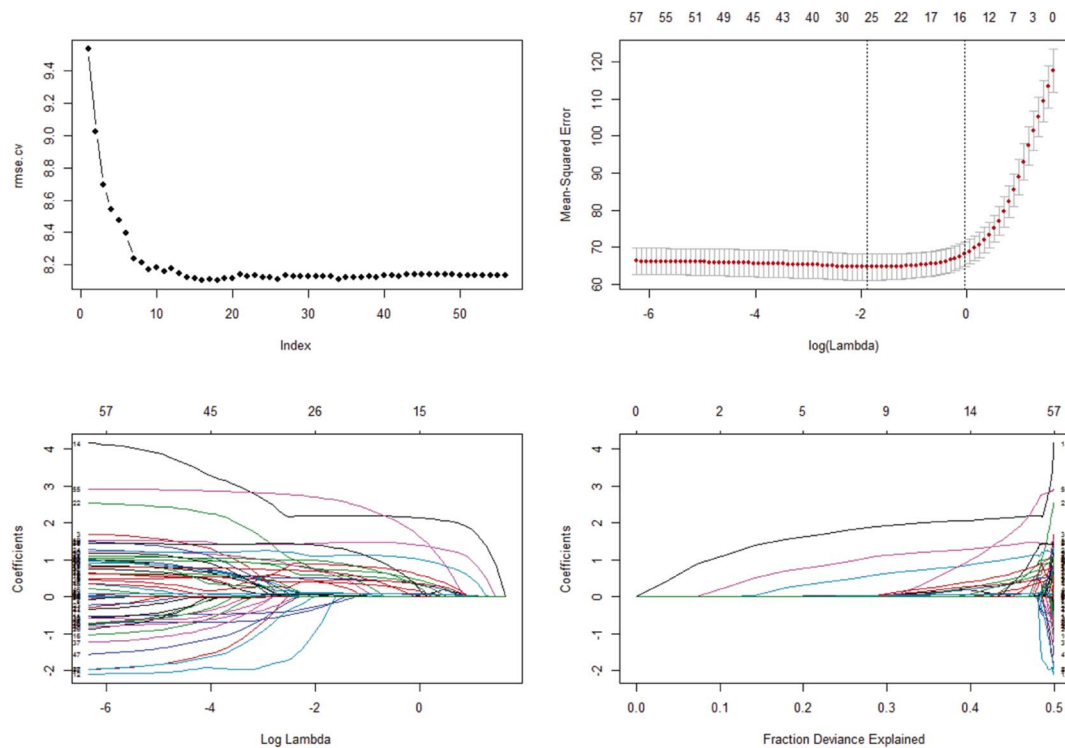 57 55 51 49 45 43 40 30 25 22 17 16 12 7 3 0
rmse.cv
9.4
9.2
9.0
8.8
8.6
8.4
8.2
0 10 20 30 40 50
Index
Mean-Squared Error
120
110
100
90
80
70
60
-6 -4 -2 0
log(Lambda)
57 45 26 15
Coefficients
4
3
2
1
0
-1
-2
14
22
47
-6 -4 -2 0
Log Lambda
0 2 5 9 14 57
Coefficients
4
3
2
1
0
-1
-2
0.0 0.1 0.2 0.3 0.4 0.5
Fraction Deviance Explained